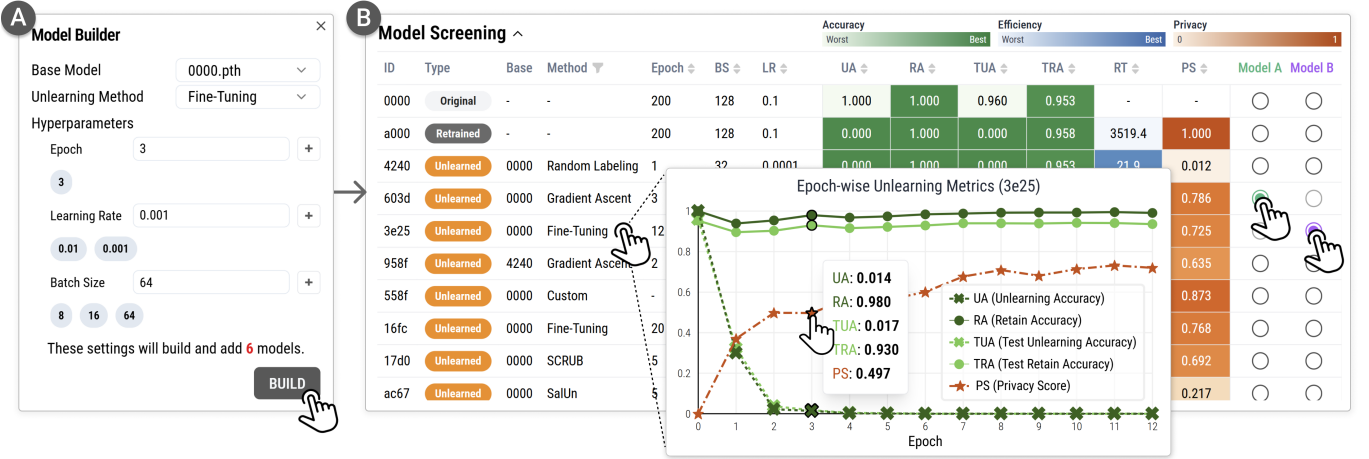 A
Model Builder
Base Model 0000.pth
Unlearning Method Fine-Tuning
Hyperparameters
Epoch 3 +
3
Learning Rate 0.001 +
0.01 0.001
Batch Size 64 +
8 16 64
These settings will build and add 6 models.
BUILD
B
Model Screening
Accuracy Efficiency Privacy
Worst Best Worst Best 0 1
ID Type Base Method Epoch BS LR UA RA TUA TRA RT PS Model A Model B
0000 Original - - 200 128 0.1 1.000 1.000 0.960 0.953 - -
a000 Retrained - - 200 128 0.1 0.000 1.000 0.000 0.958 3519.4 1.000
4240 Unlearned 0000 Random Labeling 1 32 0.0001 0.000 1.000 0.000 0.953 21.9 0.012
603d Unlearned 0000 Gradient Ascent 3 0.786
3e25 Unlearned 0000 Fine-Tuning 12 0.725
958f Unlearned 4240 Gradient Ascent 2 0.635
558f Unlearned 0000 Custom - 0.873
16fc Unlearned 0000 Fine-Tuning 20 0.768
17d0 Unlearned 0000 SCRUB 5 0.692
ac67 Unlearned 0000 SalUn 5 0.217
Epoch-wise Unlearning Metrics (3e25)
1
0.8
0.6
0.4
0.2
0
0 1 2 3 4 5 6 7 8 9 10 11 12
Epoch
UA: 0.014
RA: 0.980
TUA: 0.017
TRA: 0.930
PS: 0.497
UA (Unlearning Accuracy)
RA (Retain Accuracy)
TUA (Test Unlearning Accuracy)
TRA (Test Retain Accuracy)
PS (Privacy Score)